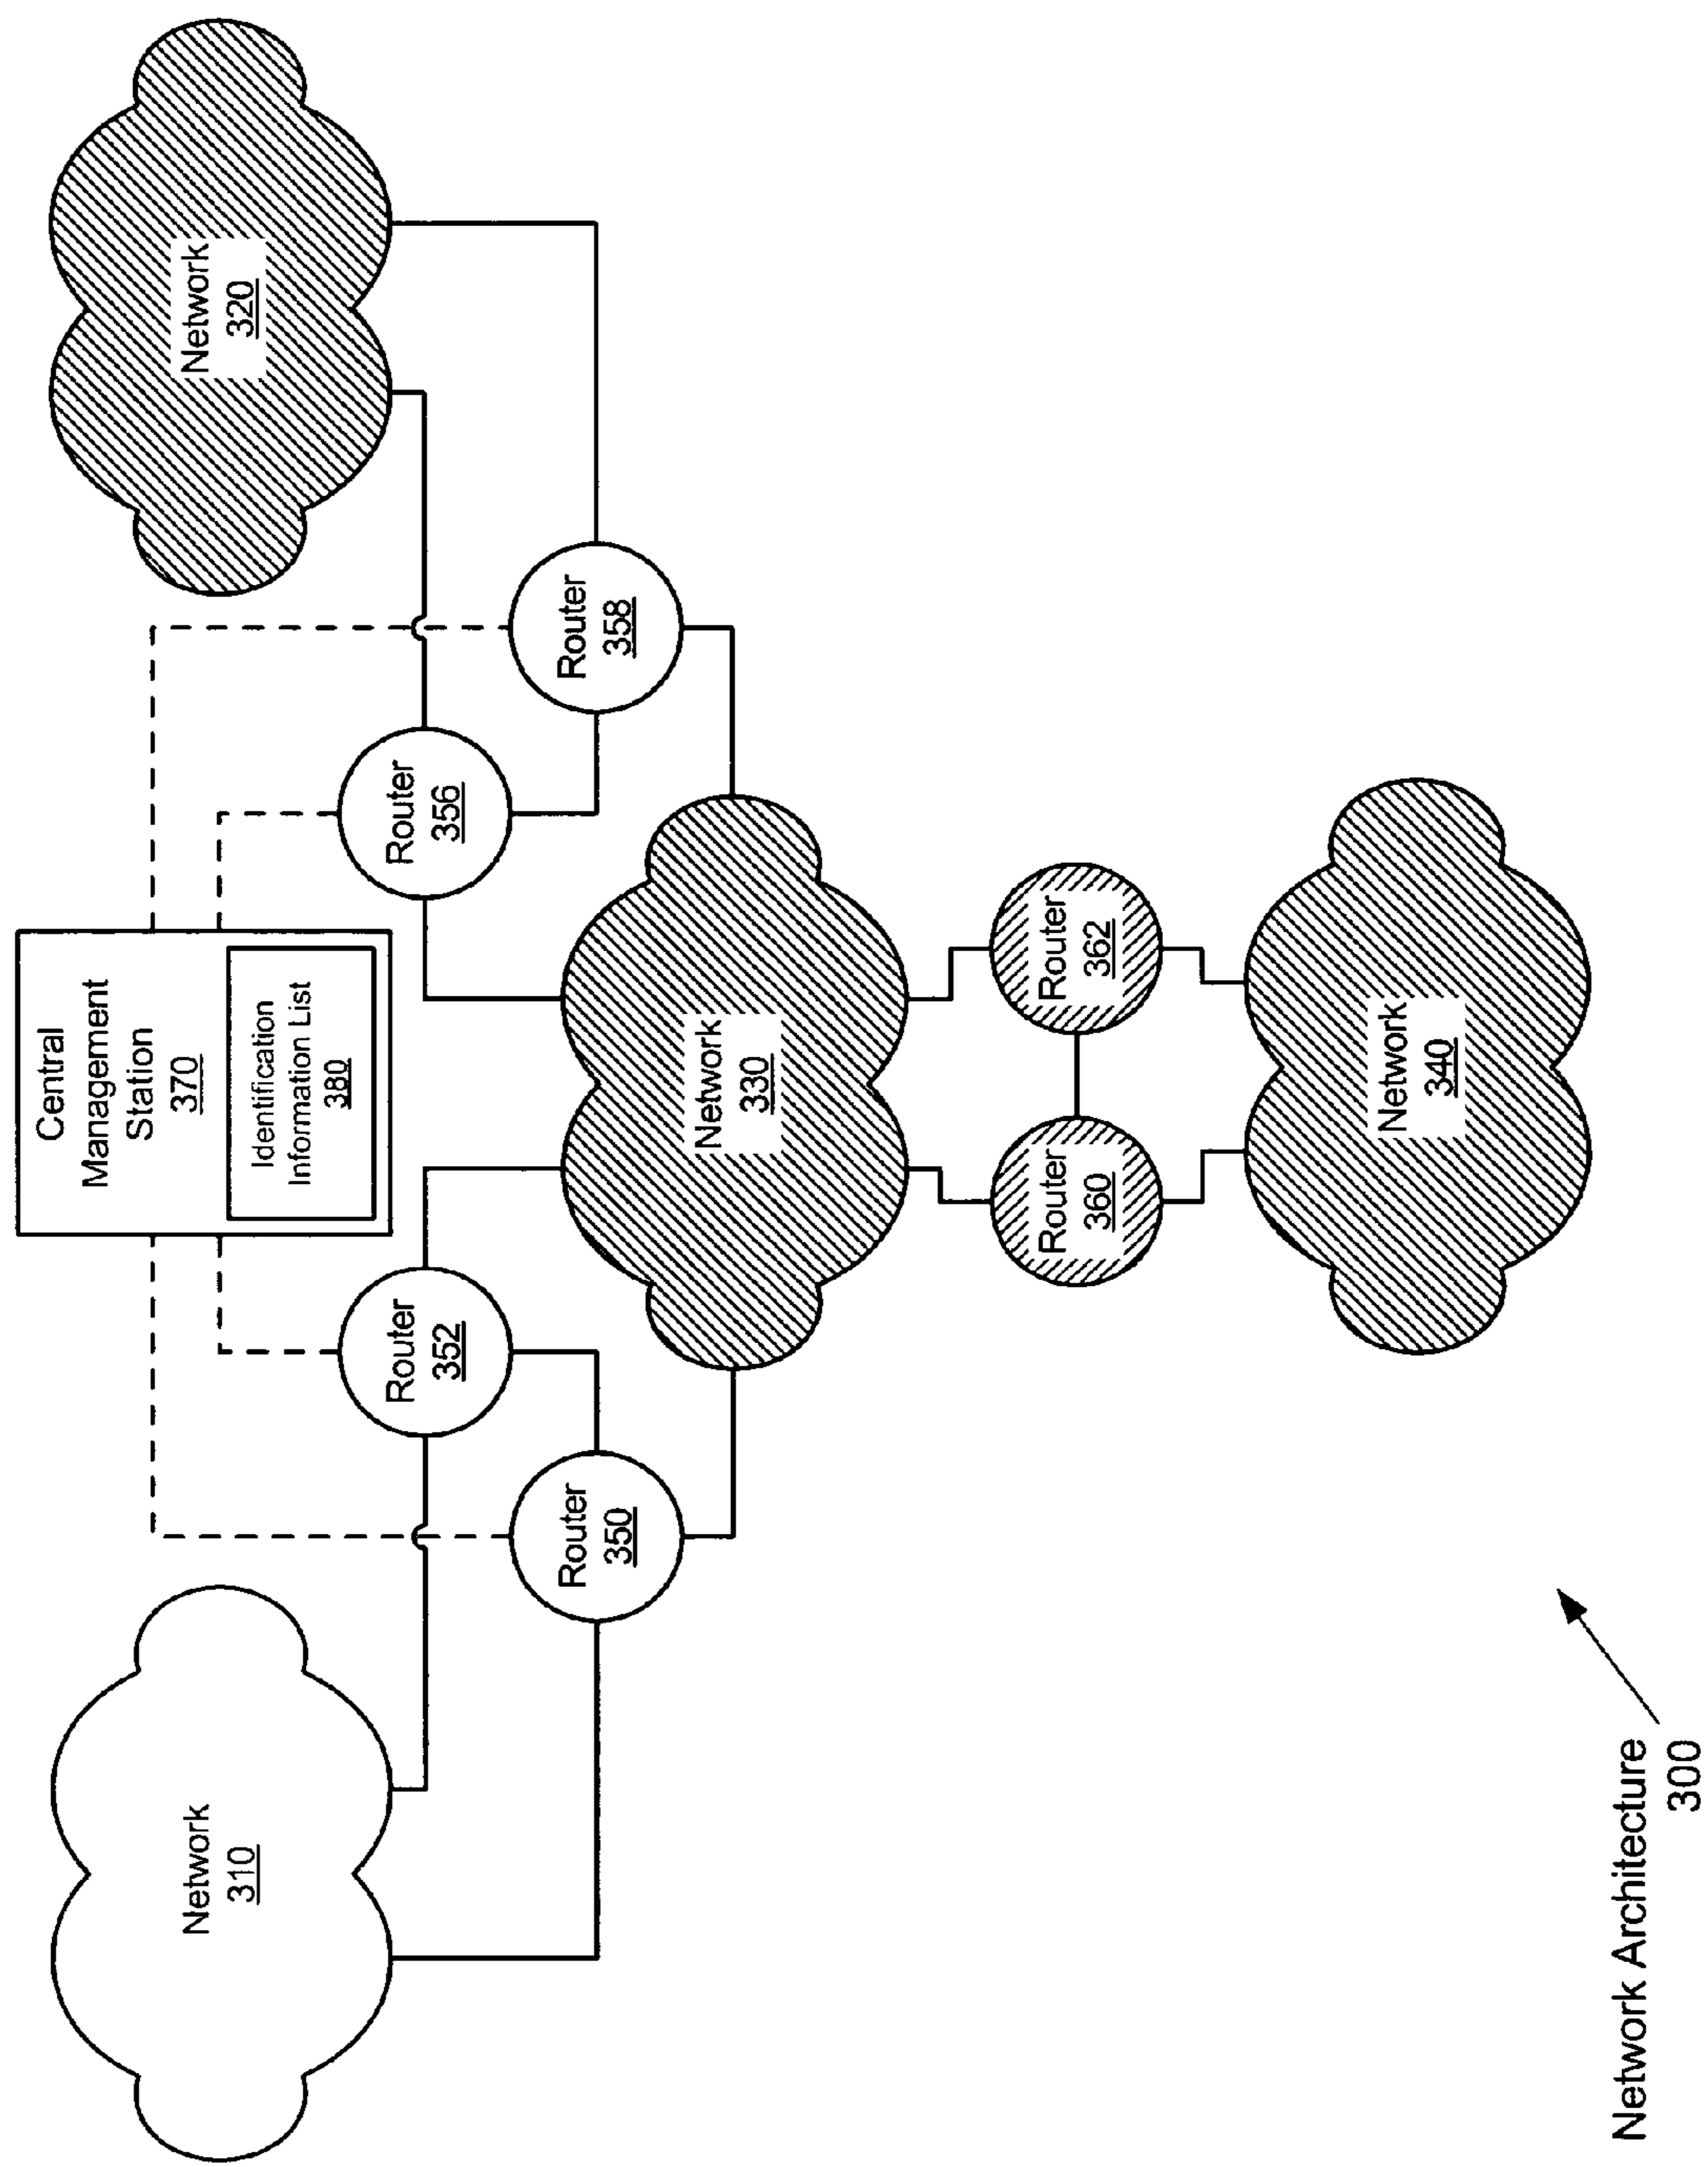 Central
Management
Station
370
Identification
Information List
380
Network
310
Network
320
Router
352
Router
356
Router
350
Router
358
Network
330
Router
360
Router
362
Network
340
Network Architecture
300